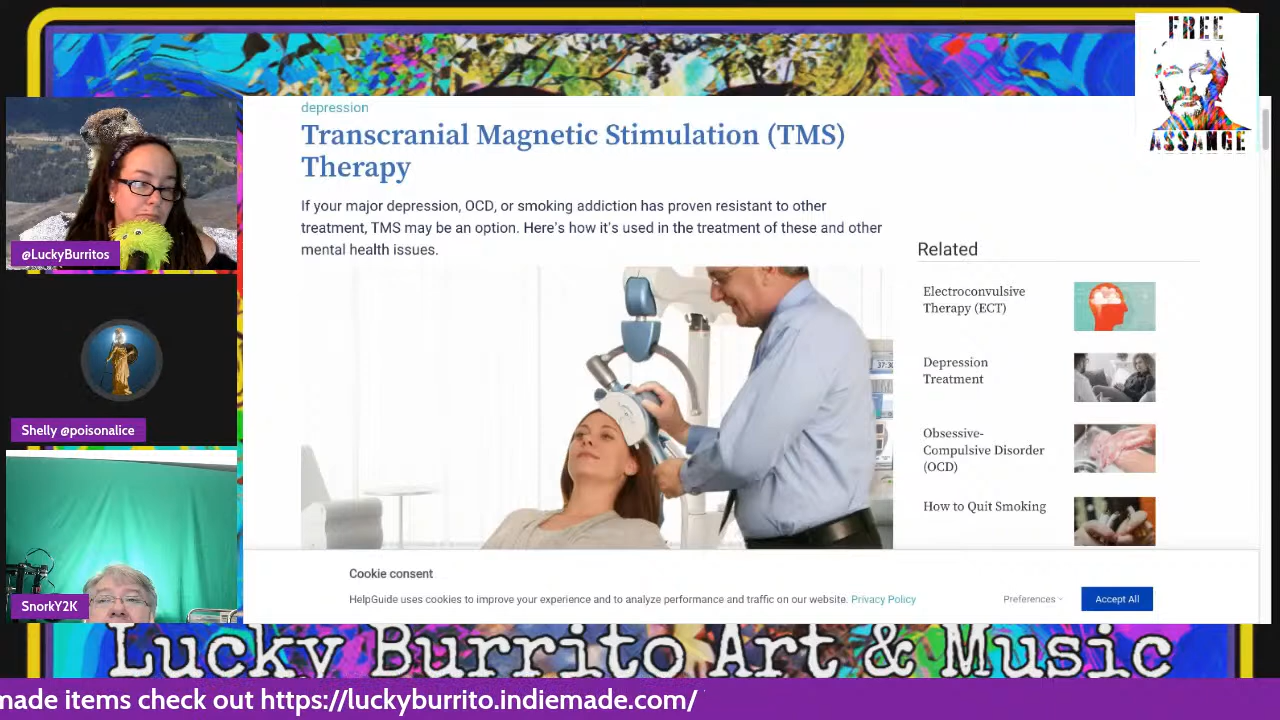 FREE
ASSANGE
@LuckyBurritos
Shelly @poisonalice
SnorkY2K
depression
Transcranial Magnetic Stimulation (TMS)
Therapy
If your major depression, OCD, or smoking addiction has proven resistant to other
treatment, TMS may be an option. Here's how it's used in the treatment of these and other
mental health issues.
37:30
Related
Electroconvulsive
Therapy (ECT)
Depression
Treatment
Obsessive-
Compulsive Disorder
(OCD)
How to Quit Smoking
Cookie consent
HelpGuide uses cookies to improve your experience and to analyze performance and traffic on our website. Privacy Policy
Preferences
Accept All
Lucky Burrito Art & Music
made items check out https://luckyburrito.indiemade.com/